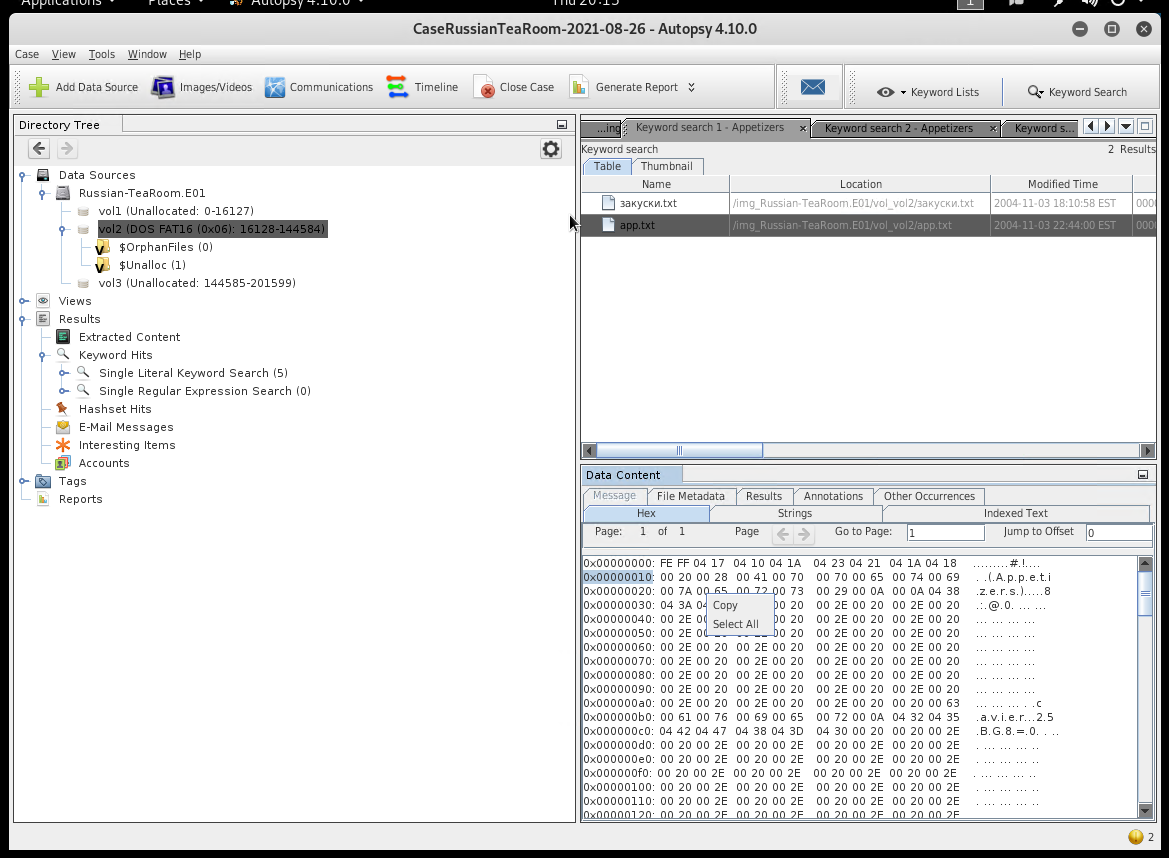 Applications
Places
Autopsy 4.10.0
Thu 20:15
1
CaseRussianTeaRoom-2021-08-26 - Autopsy 4.10.0
Case View Tools Window Help
Add Data Source Images/Videos Communications Timeline Close Case Generate Report Keyword Lists Keyword Search
Directory Tree
Data Sources
Russian-TeaRoom.E01
vol1 (Unallocated: 0-16127)
vol2 (DOS FAT16 (0x06): 16128-144584)
$OrphanFiles (0)
$Unalloc (1)
vol3 (Unallocated: 144585-201599)
Views
Results
Extracted Content
Keyword Hits
Single Literal Keyword Search (5)
Single Regular Expression Search (0)
Hashset Hits
E-Mail Messages
Interesting Items
Accounts
Tags
Reports
...ing Keyword search 1 - Appetizers × Keyword search 2 - Appetizers × Keyword s...
Keyword search 2 Results
Table Thumbnail
Name Location Modified Time
закуски.txt /img_Russian-TeaRoom.E01/vol_vol2/закуски.txt 2004-11-03 18:10:58 EST 0000
app.txt /img_Russian-TeaRoom.E01/vol_vol2/app.txt 2004-11-03 22:44:00 EST 0000
Data Content
Message File Metadata Results Annotations Other Occurrences
Hex Strings Indexed Text
Page: 1 of 1 Page Go to Page: 1 Jump to Offset 0
0x00000000: FE FF 04 17 04 10 04 1A 04 23 04 21 04 1A 04 18 .........#.!....
0x00000010: 00 20 00 28 00 41 00 70 00 70 00 65 00 74 00 69 . .(.A.p.p.e.t.i
0x00000020: 00 7A 00 65 00 72 00 73 00 29 00 0A 00 0A 04 38 .z.e.r.s.).....8
0x00000030: 04 3A 04 00 20 00 2E 00 20 00 2E 00 20 .:.@.0. ... ...
Copy
Select All
0x00000040: 00 2E 00 20 00 2E 00 20 00 2E 00 20 ... ... ... ...
0x00000050: 00 2E 00 2E 00 20 00 2E 00 20 00 2E 00 20 ... ... ... ...
0x00000060: 00 2E 00 20 00 2E 00 20 00 2E 00 20 00 2E 00 20 ... ... ... ...
0x00000070: 00 2E 00 20 00 2E 00 20 00 2E 00 20 00 2E 00 20 ... ... ... ...
0x00000080: 00 2E 00 20 00 2E 00 20 00 2E 00 20 00 2E 00 20 ... ... ... ...
0x00000090: 00 2E 00 20 00 2E 00 20 00 2E 00 20 00 2E 00 20 ... ... ... ...
0x000000a0: 00 2E 00 20 00 2E 00 20 00 2E 00 20 00 20 00 63 ... ... ... . .c
0x000000b0: 00 61 00 76 00 69 00 65 00 72 00 0A 04 32 04 35 .a.v.i.e.r...2.5
0x000000c0: 04 42 04 47 04 38 04 3D 04 30 00 20 00 20 00 2E .B.G.8.=.0. . ..
0x000000d0: 00 20 00 2E 00 20 00 2E 00 20 00 2E 00 20 00 2E . ... ... ... ..
0x000000e0: 00 20 00 2E 00 20 00 2E 00 20 00 2E 00 20 00 2E . ... ... ... ..
0x000000f0: 00 20 00 2E 00 20 00 2E 00 20 00 2E 00 20 00 2E . ... ... ... ..
0x00000100: 00 20 00 2E 00 20 00 2E 00 20 00 2E 00 20 00 2E . ... ... ... ..
0x00000110: 00 20 00 2E 00 20 00 2E 00 20 00 2E 00 20 00 2E . ... ... ... ..
0x00000120: 00 20 00 2E 00 20 00 2E 00 20 00 2E 00 20 00 2E
2